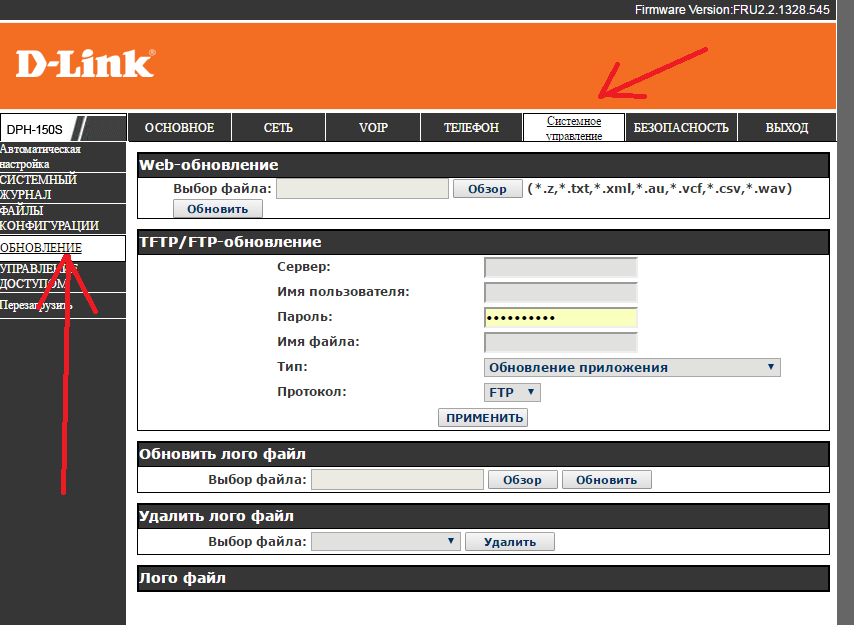 Firmware Version:FRU2.2.1328.545
D-Link®
DPH-150S
ОСНОВНОЕ
СЕТЬ
VOIP
ТЕЛЕФОН
Системное
управление
БЕЗОПАСНОСТЬ
ВЫХОД
Автоматическая
настройка
СИСТЕМНЫЙ
ЖУРНАЛ
ФАЙЛЫ
КОНФИГУРАЦИИ
ОБНОВЛЕНИЕ
УПРАВЛЕНИЕ
ДОСТУПОМ
Перезагрузить
Web-обновление
Выбор файла: Обзор (*.z,*.txt,*.xml,*.au,*.vcf,*.csv,*.wav)
Обновить
TFTP/FTP-обновление
Сервер:
Имя пользователя:
Пароль: ••••••••••
Имя файла:
Тип: Обновление приложения
Протокол: FTP
ПРИМЕНИТЬ
Обновить лого файл
Выбор файла: Обзор Обновить
Удалить лого файл
Выбор файла: Удалить
Лого файл